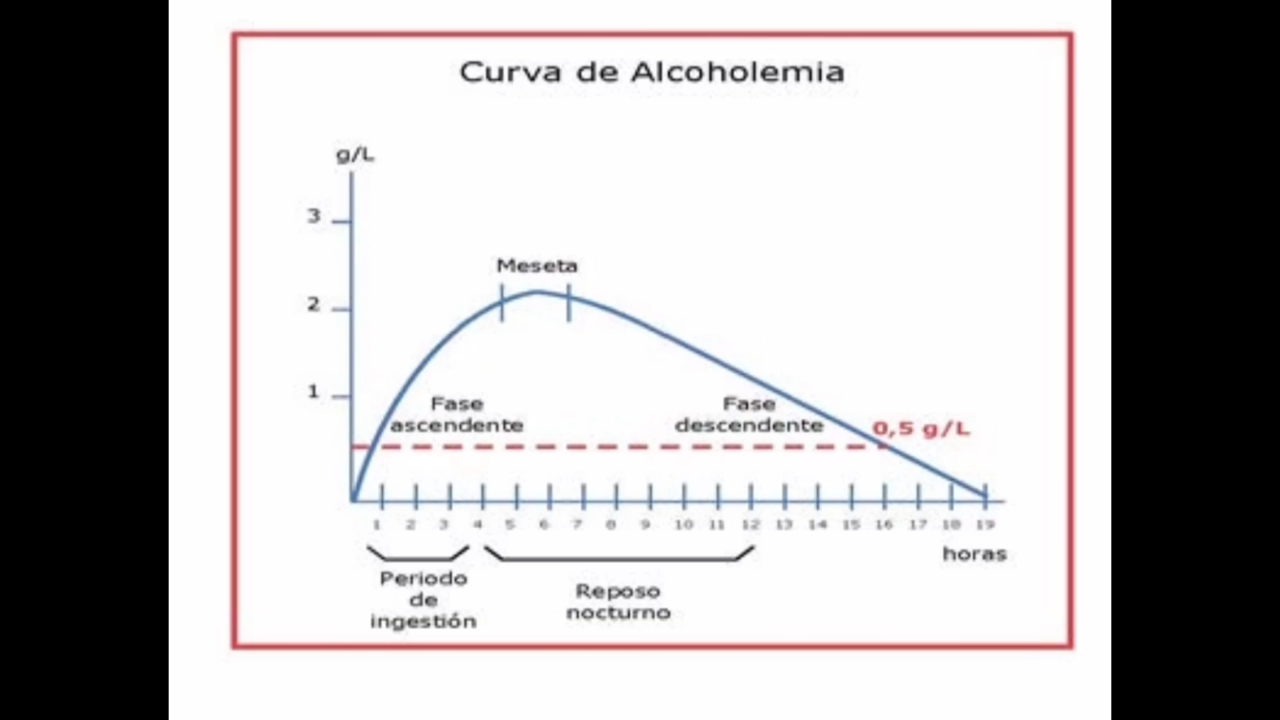 Curva de Alcoholemia
g/L
3
Meseta
2
1
Fase
ascendente
Fase
descendente
0,5 g/L
1 2 3 4 5 6 7 8 9 10 11 12 13 14 15 16 17 18 19
horas
Periodo
de
ingestión
Reposo
nocturno